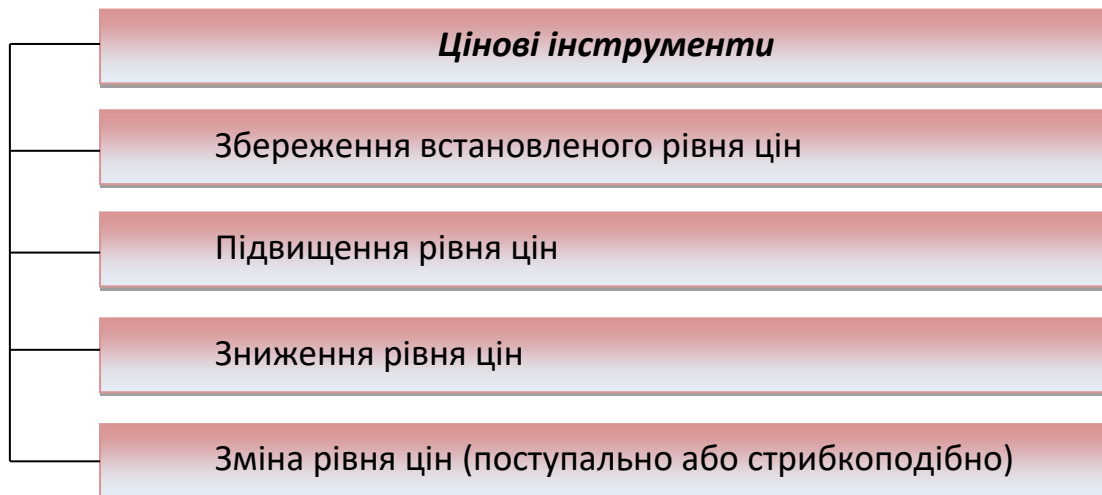 Цінові інструменти
Збереження встановленого рівня цін
Підвищення рівня цін
Зниження рівня цін
Зміна рівня цін (поступально або стрибкоподібно)